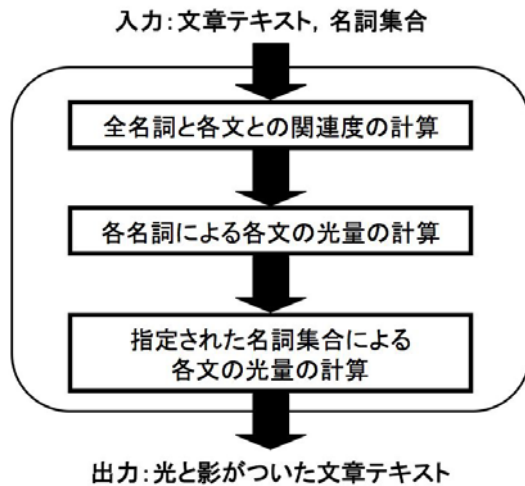 入力：文章テキスト，名詞集合
全名詞と各文との関連度の計算
各名詞による各文の光量の計算
指定された名詞集合による
各文の光量の計算
出力：光と影がついた文章テキスト